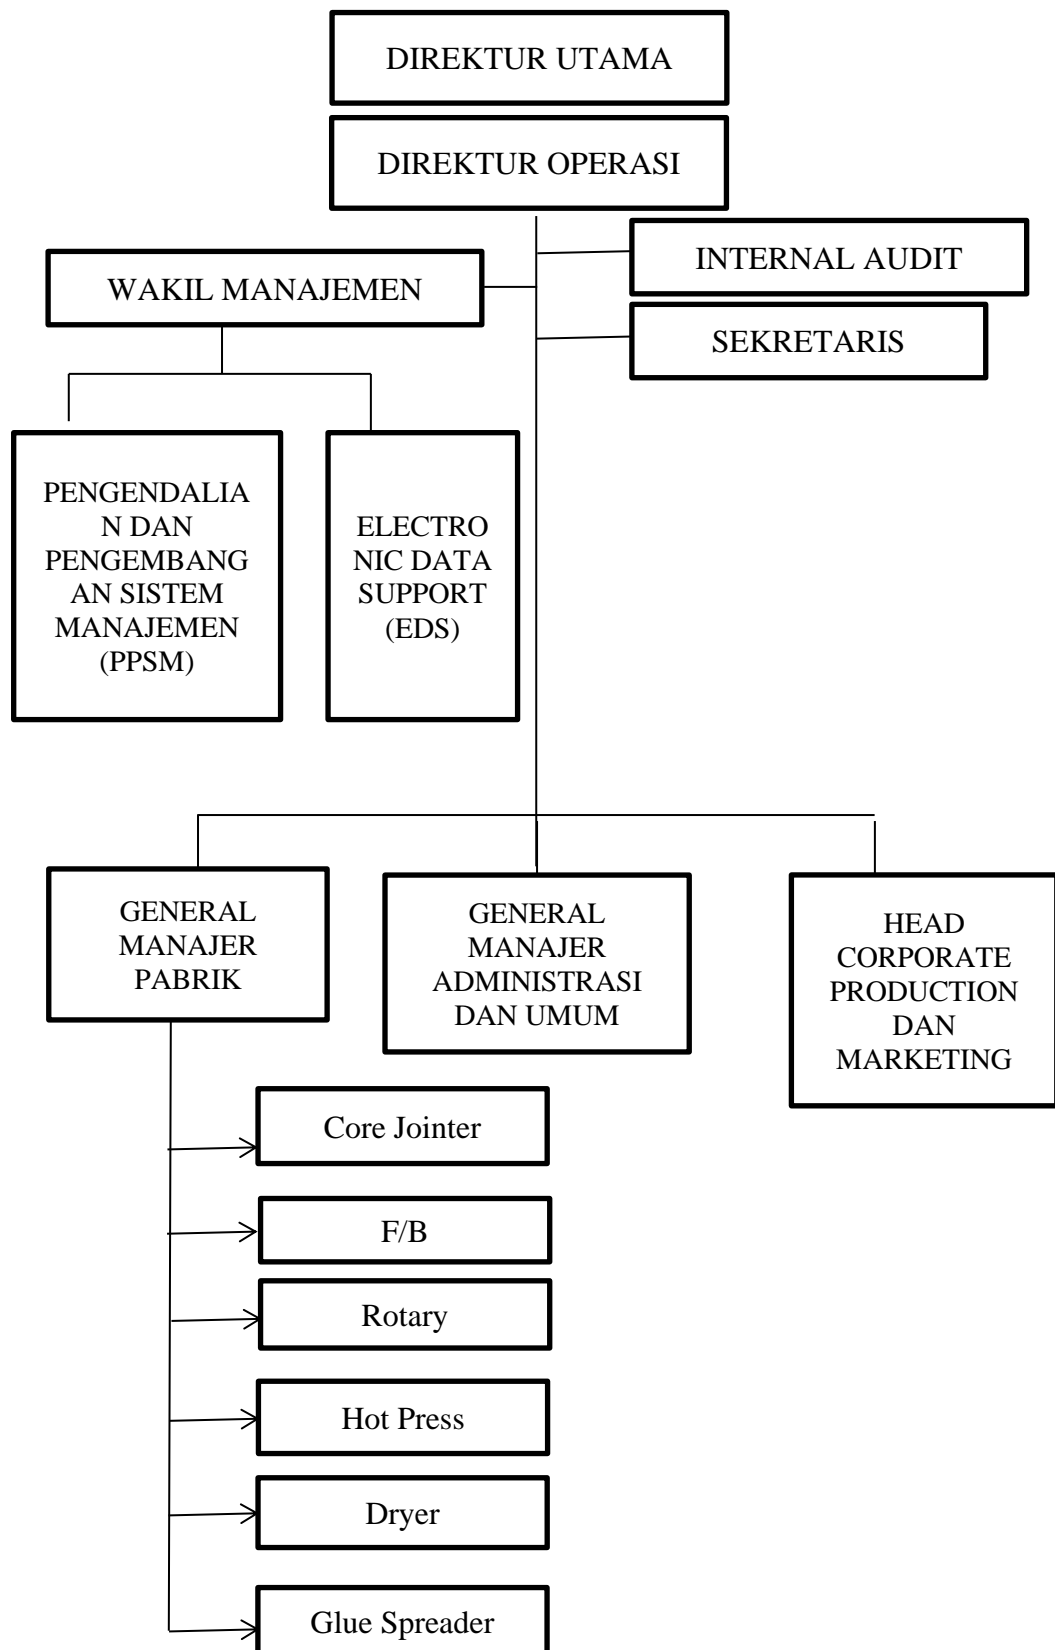 DIREKTUR UTAMA
DIREKTUR OPERASI
INTERNAL AUDIT
WAKIL MANAJEMEN
SEKRETARIS
PENGENDALIA
N DAN
PENGEMBANG
AN SISTEM
MANAJEMEN
(PPSM)
ELECTRO
NIC DATA
SUPPORT
(EDS)
GENERAL
MANAJER
PABRIK
GENERAL
MANAJER
ADMINISTRASI
DAN UMUM
HEAD
CORPORATE
PRODUCTION
DAN
MARKETING
Core Jointer
F/B
Rotary
Hot Press
Dryer
Glue Spreader